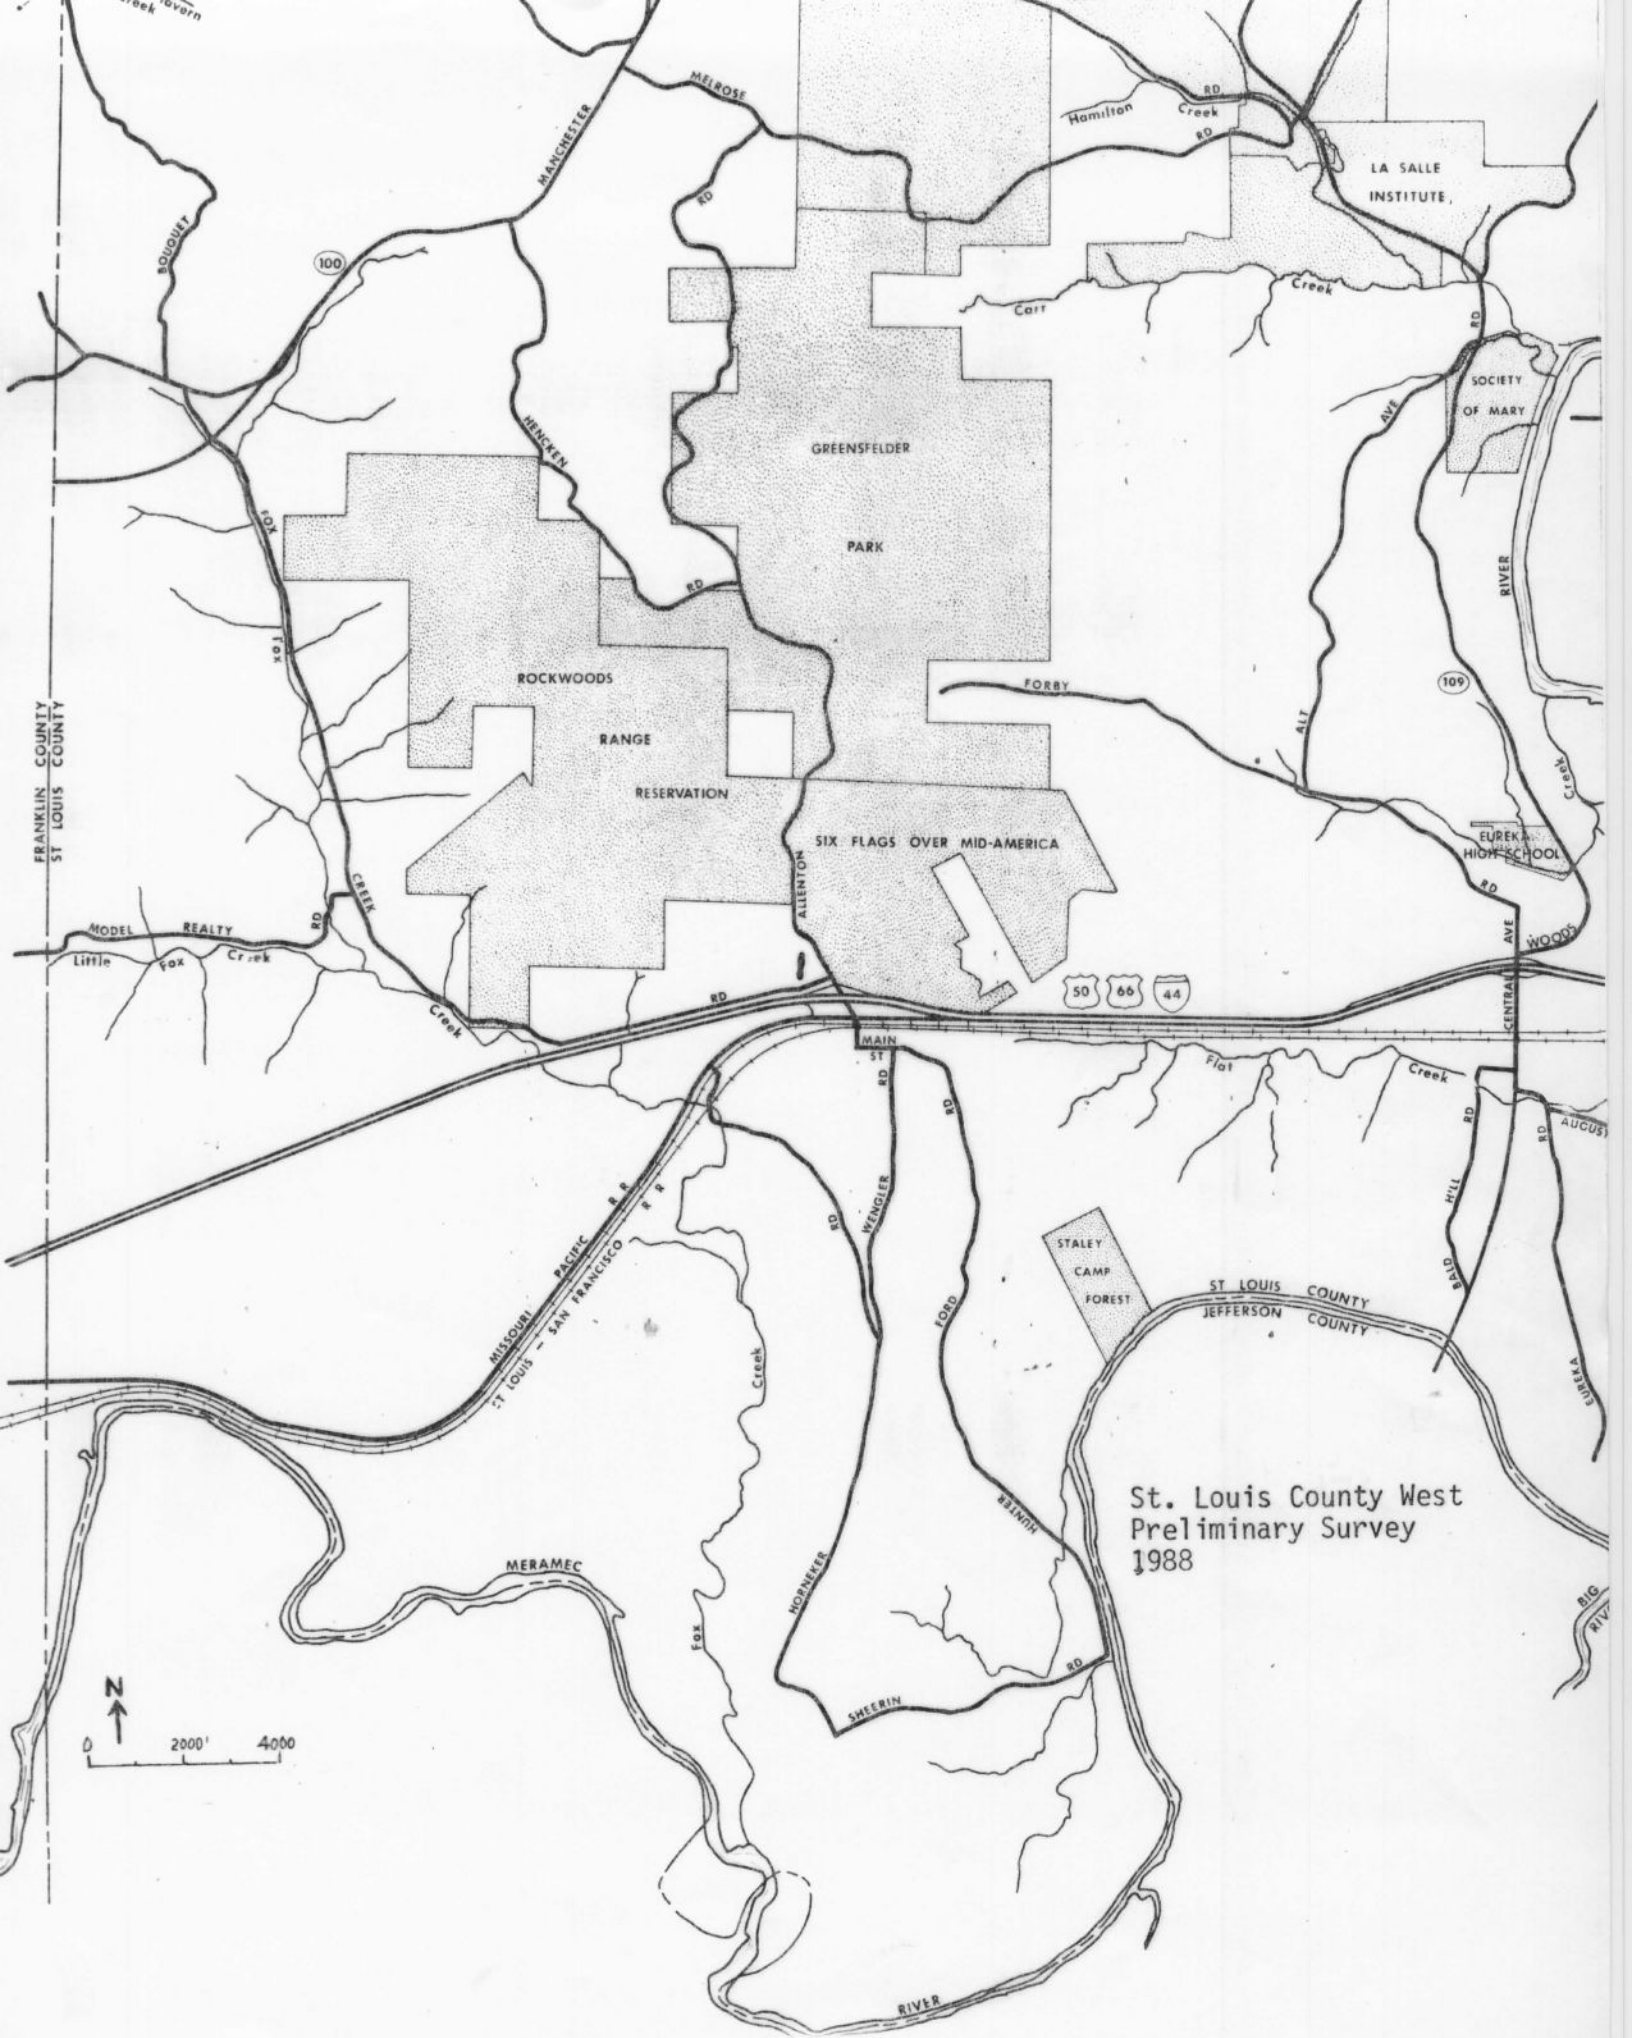 Creek
MELROSE
RD
MANCHESTER
Hamilton
Creek
RD
RD
LA SALLE
INSTITUTE
BOUQUET
100
Carr
Creek
RD
SOCIETY
OF MARY
AVE
HENCKEN
GREENSFELDER
PARK
FOX
RD
RIVER
Fox
ROCKWOODS
RANGE
RESERVATION
FORBY
109
ALT
Creek
FRANKLIN COUNTY
ST LOUIS COUNTY
SIX FLAGS OVER MID-AMERICA
EUREKA
HIGH SCHOOL
ALLENTON
CREEK
RD
RD
MODEL REALTY
Little Fox Creek
AVE
WOODS
CENTRAL
RD
50
66
44
Creek
MAIN
ST
RD
RD
Flat
Creek
RD
RD
AUGUST
WENGLER
RD
HILL
BALD
MISSOURI PACIFIC R R
ST LOUIS - SAN FRANCISCO R R
STALEY
CAMP
FOREST
ST LOUIS COUNTY
JEFFERSON COUNTY
FORD
Creek
EUREKA
HUNTER
St. Louis County West
Preliminary Survey
1988
MERAMEC
HORNEKER
BIG
Fox
RD
SHEERIN
N
0 2000' 4000
RIVER